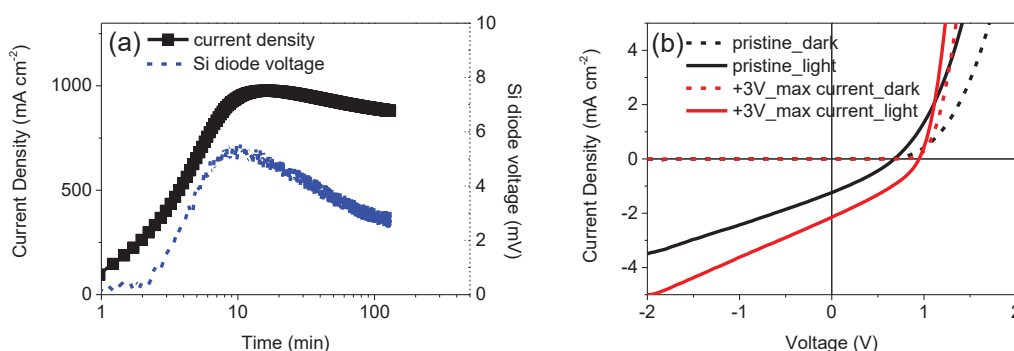 (a)
current density
Si diode voltage
Current Density (mA cm-2)
1000
500
0
1
10
100
Time (min)
10
8
6
4
2
0
Si diode voltage
(mV)
(b)
pristine_dark
pristine_light
+3V_max current_dark
+3V_max current_light
Current Density (mA cm-2)
4
2
0
-2
-4
-2
-1
0
1
2
Voltage (V)